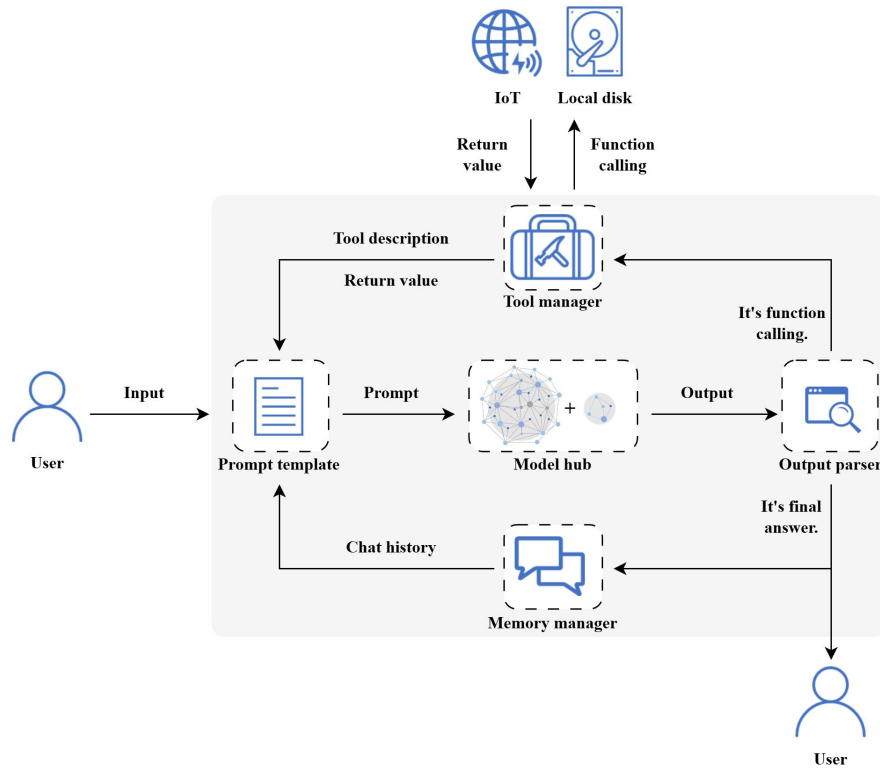 IoT
Local disk
Return
value
Function
calling
Tool description
Return value
Tool manager
It's function
calling.
Input
Prompt
+
Output
User
Prompt template
Model hub
Output parser
It's final
answer.
Chat history
Memory manager
User